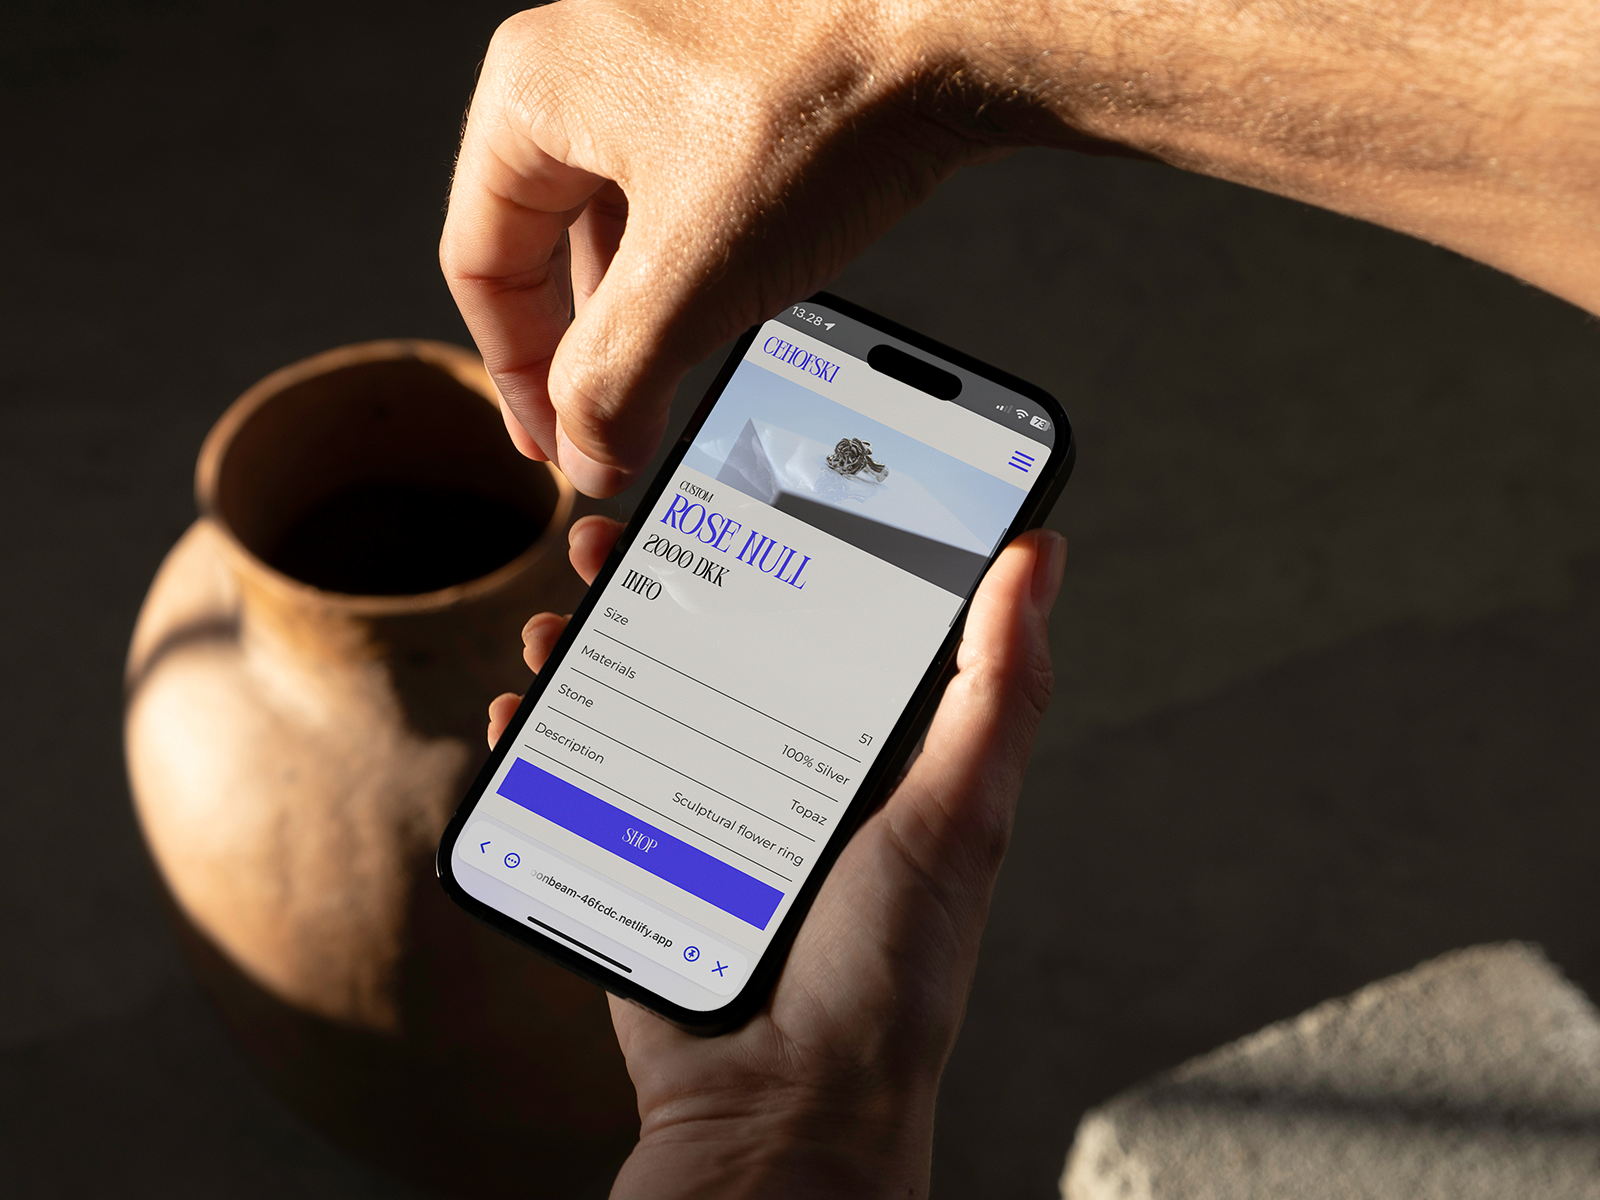 13.28
73
CEHOFSKI
CUSTOM
ROSE NULL
2000 DKK
INFO
Size 51
Materials 100% Silver
Stone Topaz
Description Sculptural flower ring
SHOP
onbeam-46fcdc.netlify.app